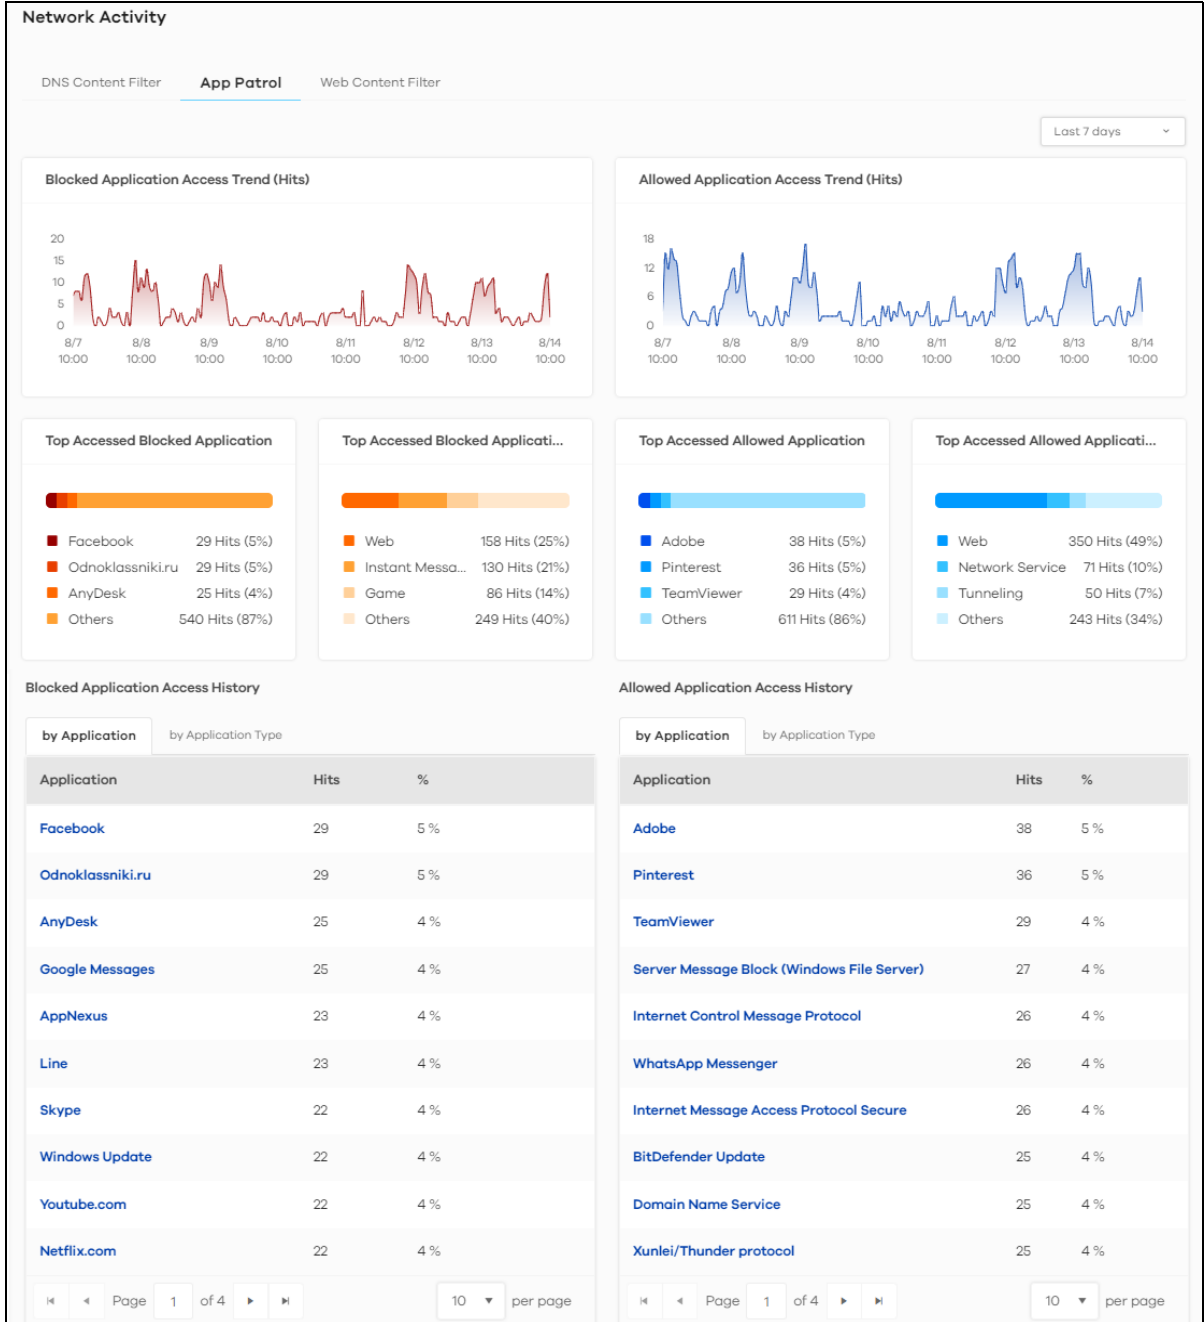 Network Activity
DNS Content Filter App Patrol Web Content Filter
Last 7 days
Blocked Application Access Trend (Hits)
20
15
10
5
0
8/7 8/8 8/9 8/10 8/11 8/12 8/13 8/14
10:00 10:00 10:00 10:00 10:00 10:00 10:00 10:00
Allowed Application Access Trend (Hits)
18
12
6
0
8/7 8/8 8/9 8/10 8/11 8/12 8/13 8/14
10:00 10:00 10:00 10:00 10:00 10:00 10:00 10:00
Top Accessed Blocked Application
Facebook 29 Hits (5%)
Odnoklassniki.ru 29 Hits (5%)
AnyDesk 25 Hits (4%)
Others 540 Hits (87%)
Top Accessed Blocked Applicati...
Web 158 Hits (25%)
Instant Messa... 130 Hits (21%)
Game 86 Hits (14%)
Others 249 Hits (40%)
Top Accessed Allowed Application
Adobe 38 Hits (5%)
Pinterest 36 Hits (5%)
TeamViewer 29 Hits (4%)
Others 611 Hits (86%)
Top Accessed Allowed Applicati...
Web 350 Hits (49%)
Network Service 71 Hits (10%)
Tunneling 50 Hits (7%)
Others 243 Hits (34%)
Blocked Application Access History
by Application by Application Type
Application Hits %
Facebook 29 5 %
Odnoklassniki.ru 29 5 %
AnyDesk 25 4 %
Google Messages 25 4 %
AppNexus 23 4 %
Line 23 4 %
Skype 22 4 %
Windows Update 22 4 %
Youtube.com 22 4 %
Netflix.com 22 4 %
Page 1 of 4 10 per page
Allowed Application Access History
by Application by Application Type
Application Hits %
Adobe 38 5 %
Pinterest 36 5 %
TeamViewer 29 4 %
Server Message Block (Windows File Server) 27 4 %
Internet Control Message Protocol 26 4 %
WhatsApp Messenger 26 4 %
Internet Message Access Protocol Secure 26 4 %
BitDefender Update 25 4 %
Domain Name Service 25 4 %
Xunlei/Thunder protocol 25 4 %
Page 1 of 4 10 per page